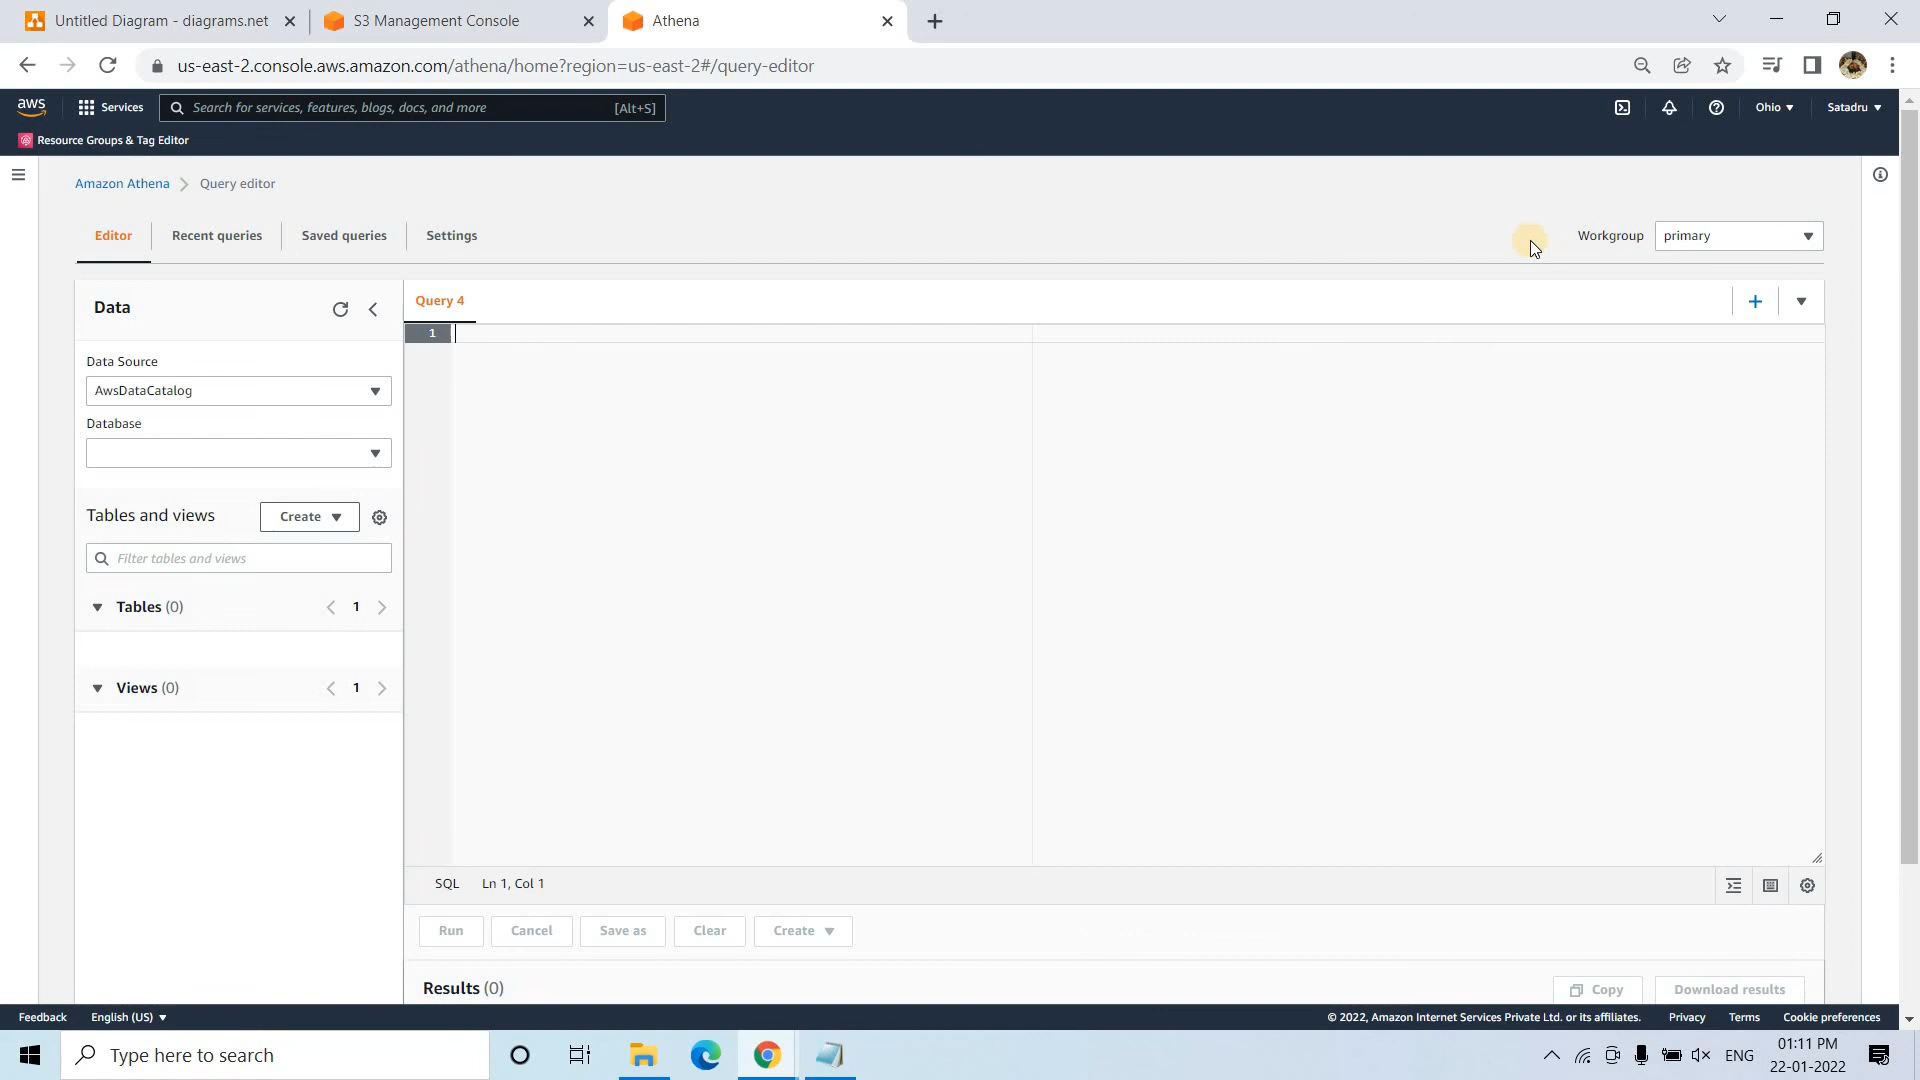 Untitled Diagram - diagrams.net
S3 Management Console
Athena
us-east-2.console.aws.amazon.com/athena/home?region=us-east-2#/query-editor
aws
Services
Search for services, features, blogs, docs, and more
[Alt+S]
Ohio
Satadru
Resource Groups & Tag Editor
Amazon Athena
Query editor
Editor
Recent queries
Saved queries
Settings
Workgroup
primary
Data
Query 4
1
Data Source
AwsDataCatalog
Database
Tables and views
Create
Filter tables and views
Tables (0)
1
Views (0)
1
SQL
Ln 1, Col 1
Run
Cancel
Save as
Clear
Create
Results (0)
Copy
Download results
Feedback
English (US)
© 2022, Amazon Internet Services Private Ltd. or its affiliates.
Privacy
Terms
Cookie preferences
Type here to search
ENG
01:11 PM
22-01-2022